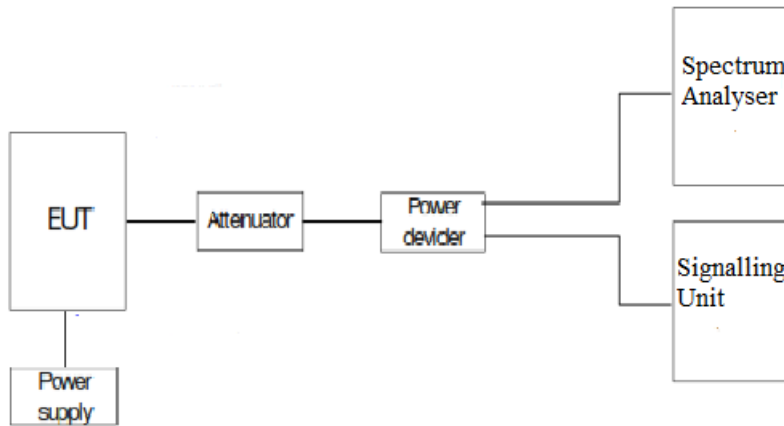 Spectrum
Analyser
EUT
Attenuator
Power
devider
Signalling
Unit
Power
supply